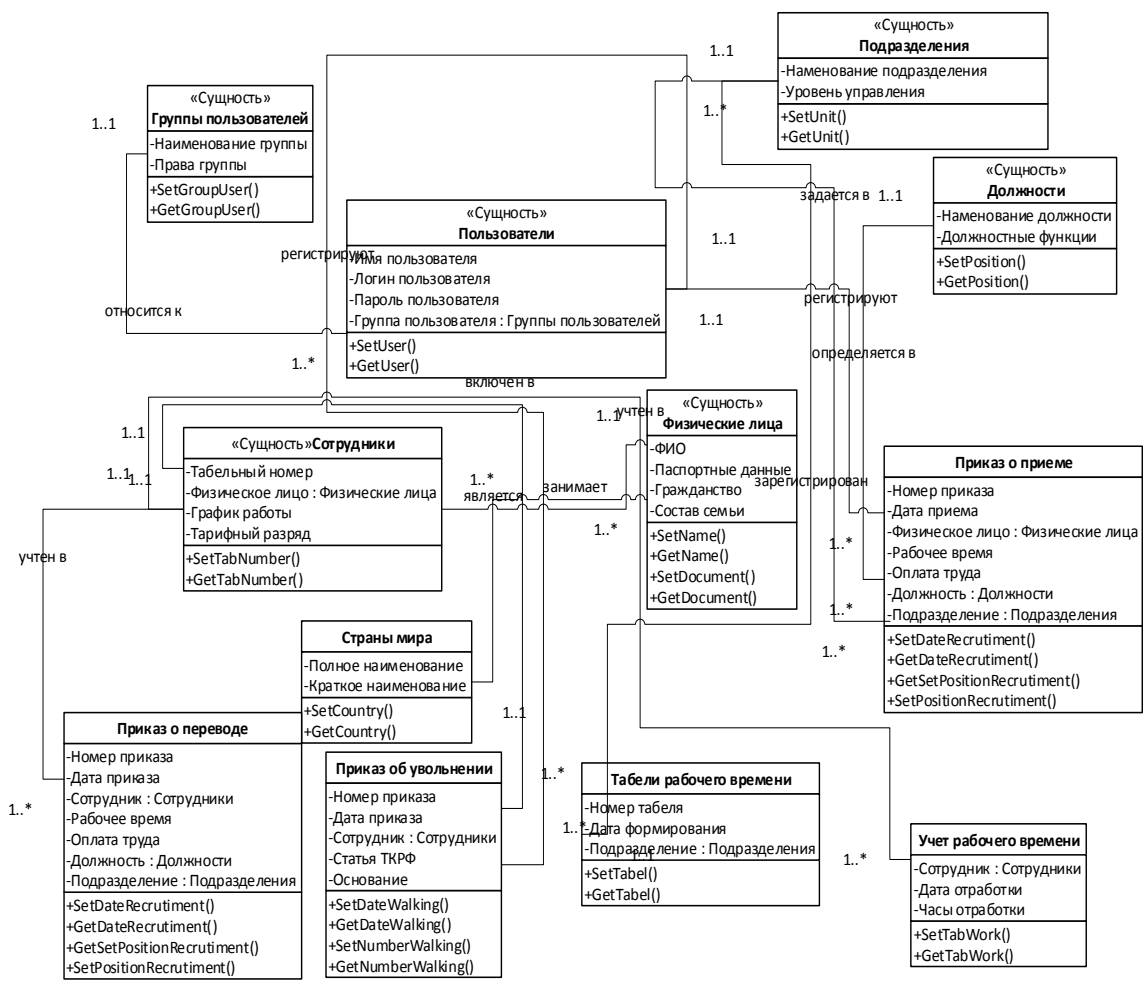 «Сущность»
Подразделения
-Наменование подразделения
-Уровень управления
+SetUnit()
+GetUnit()
1..1
1..*
«Сущность»
Группы пользователей
-Наименование группы
-Права группы
+SetGroupUser()
+GetGroupUser()
1..1
«Сущность»
Должности
-Наменование должности
-Должностные функции
+SetPosition()
+GetPosition()
задается в
1..1
«Сущность»
Пользователи
-Имя пользователя
-Логин пользователя
-Пароль пользователя
-Группа пользователя : Группы пользователей
+SetUser()
+GetUser()
регистрируют
1..1
относится к
1..*
регистрируют
1..1
определяется в
включен в
«Сущность»
Физические лица
-ФИО
-Паспортные данные
-Гражданство
-Состав семьи
+SetName()
+GetName()
+SetDocument()
+GetDocument()
1..1
учтен в
«Сущность»Сотрудники
-Табельный номер
-Физическое лицо : Физические лица
-График работы
-Тарифный разряд
+SetTabNumber()
+GetTabNumber()
1..1
1..1
1..1
1..*
является
занимает
1..*
зарегистрирован
Приказ о приеме
-Номер приказа
-Дата приема
-Физическое лицо : Физические лица
-Рабочее время
-Оплата труда
-Должность : Должности
-Подразделение : Подразделения
+SetDateRecrutiment()
+GetDateRecrutiment()
+GetSetPositionRecrutiment()
+SetPositionRecrutiment()
1..*
1..*
1..*
учтен в
Страны мира
-Полное наименование
-Краткое наименование
+SetCountry()
+GetCountry()
1..1
Приказ о переводе
-Номер приказа
-Дата приказа
-Сотрудник : Сотрудники
-Рабочее время
-Оплата труда
-Должность : Должности
-Подразделение : Подразделения
+SetDateRecrutiment()
+GetDateRecrutiment()
+GetSetPositionRecrutiment()
+SetPositionRecrutiment()
1..*
Приказ об увольнении
-Номер приказа
-Дата приказа
-Сотрудник : Сотрудники
-Статья ТКРФ
-Основание
+SetDateWalking()
+GetDateWalking()
+SetNumberWalking()
+GetNumberWalking()
1..*
Табели рабочего времени
-Номер табеля
-Дата формирования
-Подразделение : Подразделения
+SetTabel()
+GetTabel()
1..*
1..1
1..*
Учет рабочего времени
-Сотрудник : Сотрудники
-Дата отработки
-Часы отработки
+SetTabWork()
+GetTabWork()